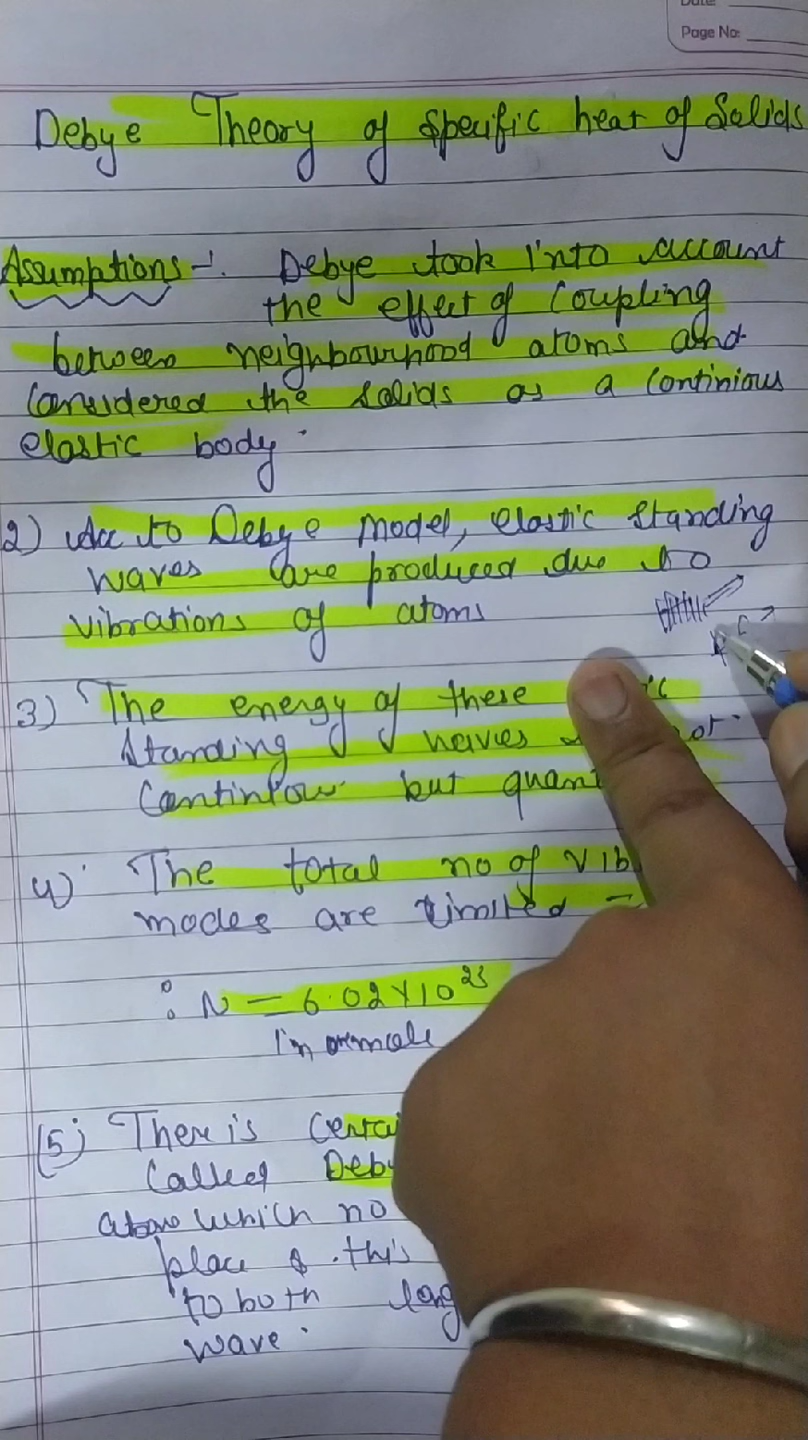 Date
Page No:
Debye Theory of Specific heat of Solids
Assumptions -:. Debye took Into account
the effect of Coupling
between neighbourhood atoms and
Considered the Solids as a Continious
elastic body.
2) Acc to Debye Model, elastic Standing
waves are produced due to
vibrations of atoms
3) The energy of these
Standing waves
but
4) The total no of
modes are Limited
∴ N = 6.02 × 10²³
In one mole
(5) There is
Called
above which no
place & this
to both
wave.